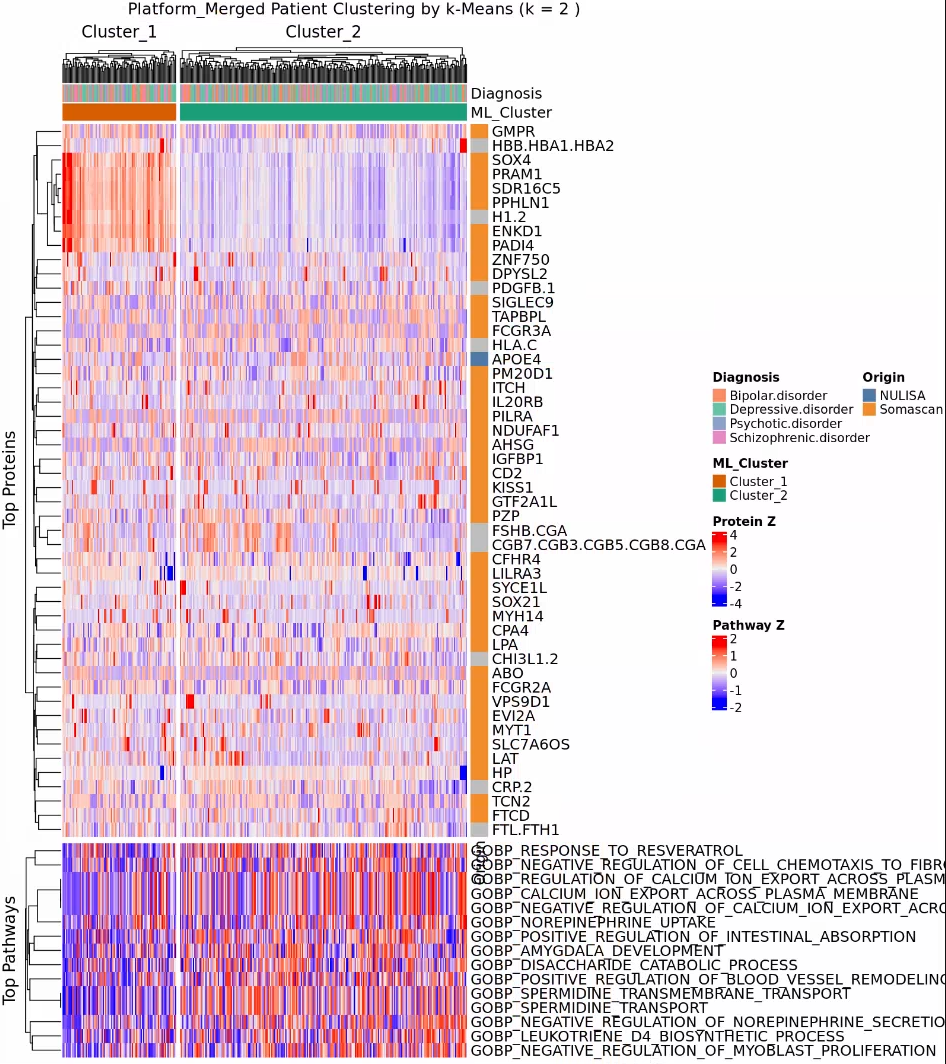 Platform_Merged Patient Clustering by k-Means (k = 2 )
Cluster_1
Cluster_2
Diagnosis
ML_Cluster
GMPR
HBB.HBA1.HBA2
SOX4
PRAM1
SDR16C5
PPHLN1
H1.2
ENKD1
PADI4
ZNF750
DPYSL2
PDGFB.1
SIGLEC9
TAPBPL
FCGR3A
HLA.C
APOE4
PM20D1
ITCH
IL20RB
PILRA
NDUFAF1
AHSG
IGFBP1
CD2
KISS1
GTF2A1L
PZP
FSHB.CGA
CGB7.CGB3.CGB5.CGB8.CGA
CFHR4
LILRA3
SYCE1L
SOX21
MYH14
CPA4
LPA
CHI3L1.2
ABO
FCGR2A
VPS9D1
EVI2A
MYT1
SLC7A6OS
LAT
HP
CRP.2
TCN2
FTCD
FTL.FTH1
Top Proteins
Origin
GOBP_RESPONSE_TO_RESVERATROL
GOBP_NEGATIVE_REGULATION_OF_CELL_CHEMOTAXIS_TO_FIBRO
GOBP_REGULATION_OF_CALCIUM_ION_EXPORT_ACROSS_PLASM
GOBP_CALCIUM_ION_EXPORT_ACROSS_PLASMA_MEMBRANE
GOBP_NEGATIVE_REGULATION_OF_CALCIUM_ION_EXPORT_ACRO
GOBP_NOREPINEPHRINE_UPTAKE
GOBP_POSITIVE_REGULATION_OF_INTESTINAL_ABSORPTION
GOBP_AMYGDALA_DEVELOPMENT
GOBP_DISACCHARIDE_CATABOLIC_PROCESS
GOBP_POSITIVE_REGULATION_OF_BLOOD_VESSEL_REMODELING
GOBP_SPERMIDINE_TRANSMEMBRANE_TRANSPORT
GOBP_SPERMIDINE_TRANSPORT
GOBP_NEGATIVE_REGULATION_OF_NOREPINEPHRINE_SECRETIO
GOBP_LEUKOTRIENE_D4_BIOSYNTHETIC_PROCESS
GOBP_NEGATIVE_REGULATION_OF_MYOBLAST_PROLIFERATION
Top Pathways
Diagnosis
Bipolar.disorder
Depressive.disorder
Psychotic.disorder
Schizophrenic.disorder
Origin
NULISA
Somascan
ML_Cluster
Cluster_1
Cluster_2
Protein Z
4
2
0
-2
-4
Pathway Z
2
1
0
-1
-2